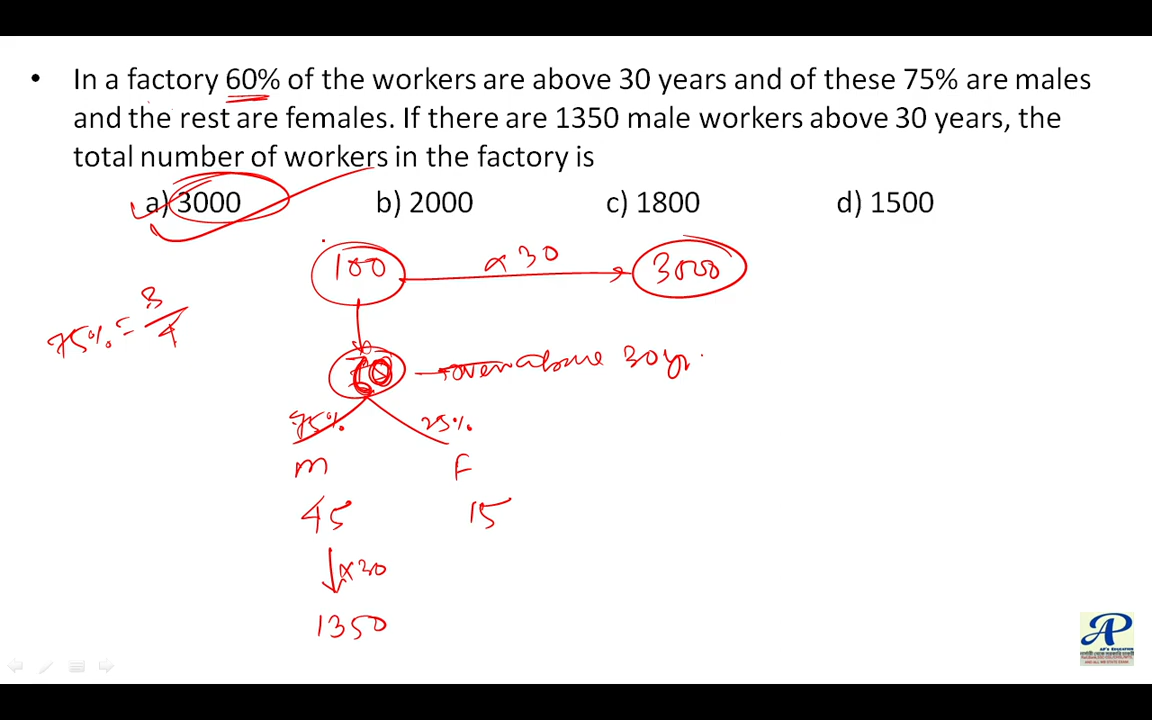 • In a factory 60% of the workers are above 30 years and of these 75% are males
and the rest are females. If there are 1350 male workers above 30 years, the
total number of workers in the factory is
a) 3000 b) 2000 c) 1800 d) 1500
100 × 30 3000
75% = 3/4
60 above 30 yr.
75% 25%
m F
45 15
×30
1350
AP
AP's Education